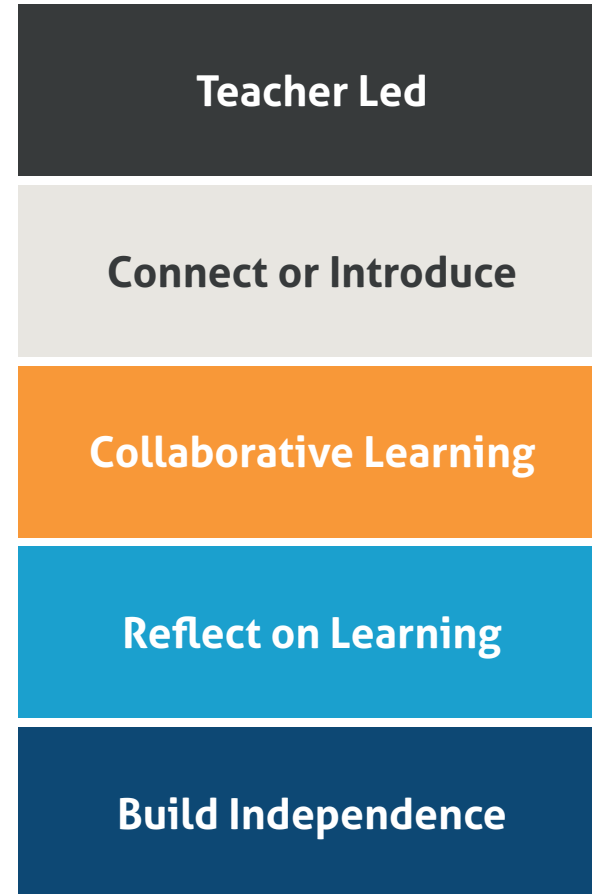 Teacher Led
Connect or Introduce
Collaborative Learning
Reflect on Learning
Build Independence